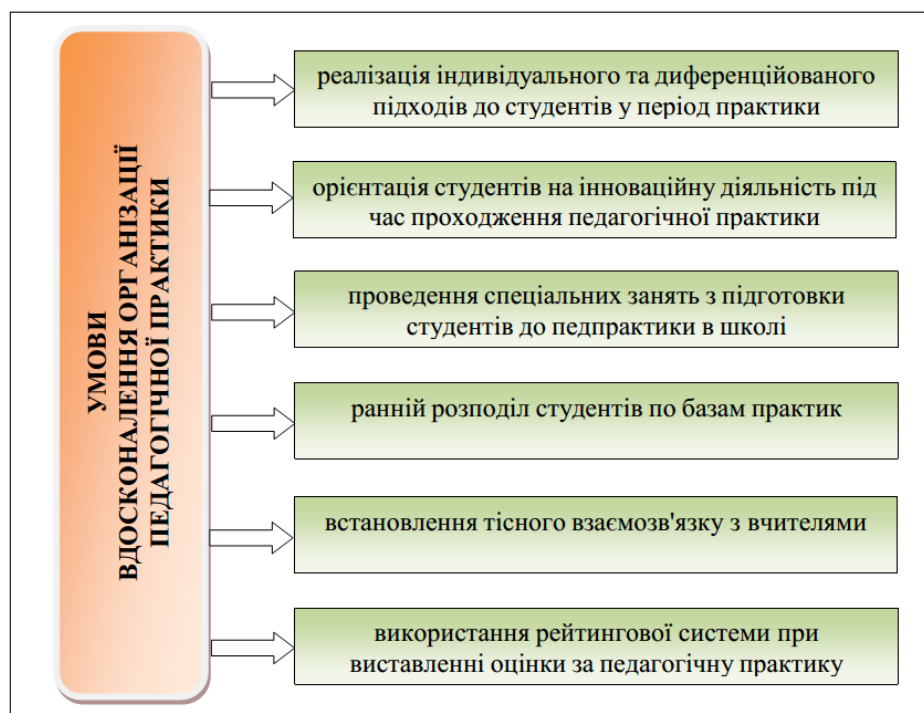 УМОВИ
ВДОСКОНАЛЕННЯ ОРГАНІЗАЦІЇ
ПЕДАГОГІЧНОЇ ПРАКТИКИ
реалізація індивідуального та диференційованого
підходів до студентів у період практики
орієнтація студентів на інноваційну діяльність під
час проходження педагогічної практики
проведення спеціальних занять з підготовки
студентів до педпрактики в школі
ранній розподіл студентів по базам практик
встановлення тісного взаємозв'язку з вчителями
використання рейтингової системи при
виставленні оцінки за педагогічну практику